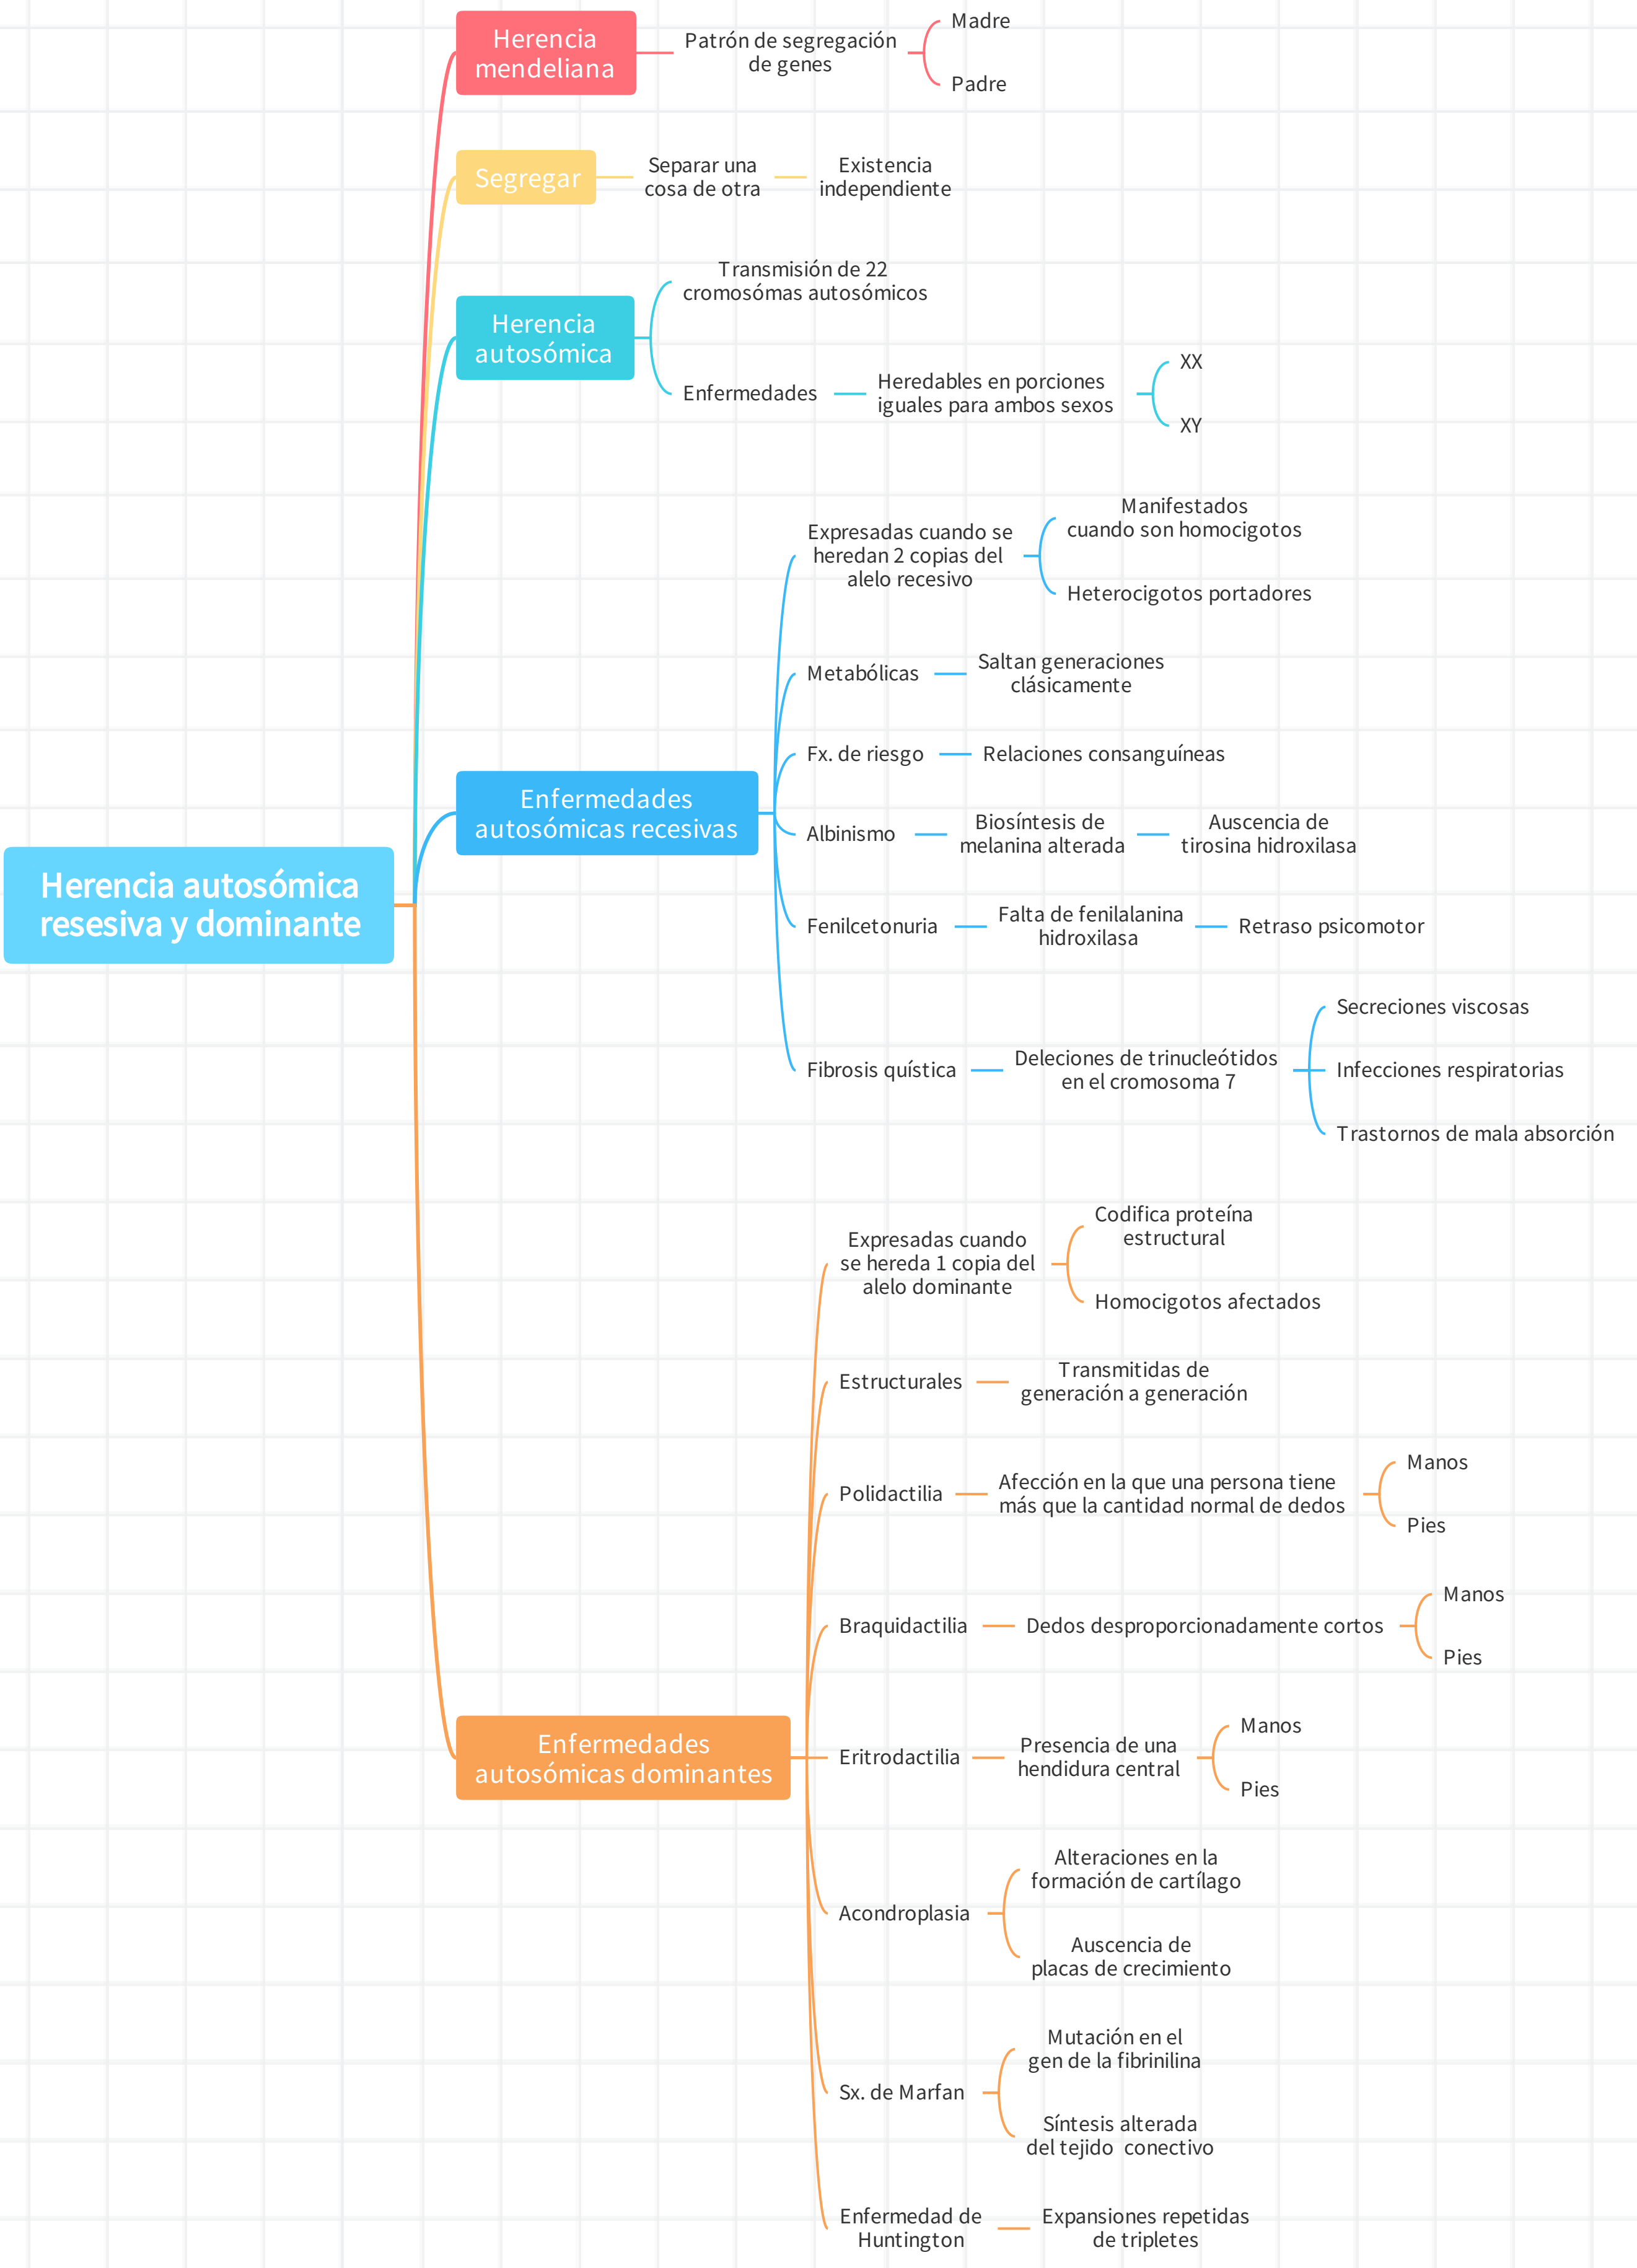 Herencia autosómica
resesiva y dominante
Herencia
mendeliana
Patrón de segregación
de genes
Madre
Padre
Segregar
Separar una
cosa de otra
Existencia
independiente
Herencia
autosómica
Transmisión de 22
cromosómas autosómicos
Enfermedades
Heredables en porciones
iguales para ambos sexos
XX
XY
Enfermedades
autosómicas recesivas
Expresadas cuando se
heredan 2 copias del
alelo recesivo
Manifestados
cuando son homocigotos
Heterocigotos portadores
Metabólicas
Saltan generaciones
clásicamente
Fx. de riesgo
Relaciones consanguíneas
Albinismo
Biosíntesis de
melanina alterada
Auscencia de
tirosina hidroxilasa
Fenilcetonuria
Falta de fenilalanina
hidroxilasa
Retraso psicomotor
Fibrosis quística
Deleciones de trinucleótidos
en el cromosoma 7
Secreciones viscosas
Infecciones respiratorias
Trastornos de mala absorción
Enfermedades
autosómicas dominantes
Expresadas cuando
se hereda 1 copia del
alelo dominante
Codifica proteína
estructural
Homocigotos afectados
Estructurales
Transmitidas de
generación a generación
Polidactilia
Afección en la que una persona tiene
más que la cantidad normal de dedos
Manos
Pies
Braquidactilia
Dedos desproporcionadamente cortos
Manos
Pies
Eritrodactilia
Presencia de una
hendidura central
Manos
Pies
Acondroplasia
Alteraciones en la
formación de cartílago
Auscencia de
placas de crecimiento
Sx. de Marfan
Mutación en el
gen de la fibrinilina
Síntesis alterada
del tejido  conectivo
Enfermedad de
Huntington
Expansiones repetidas
de tripletes